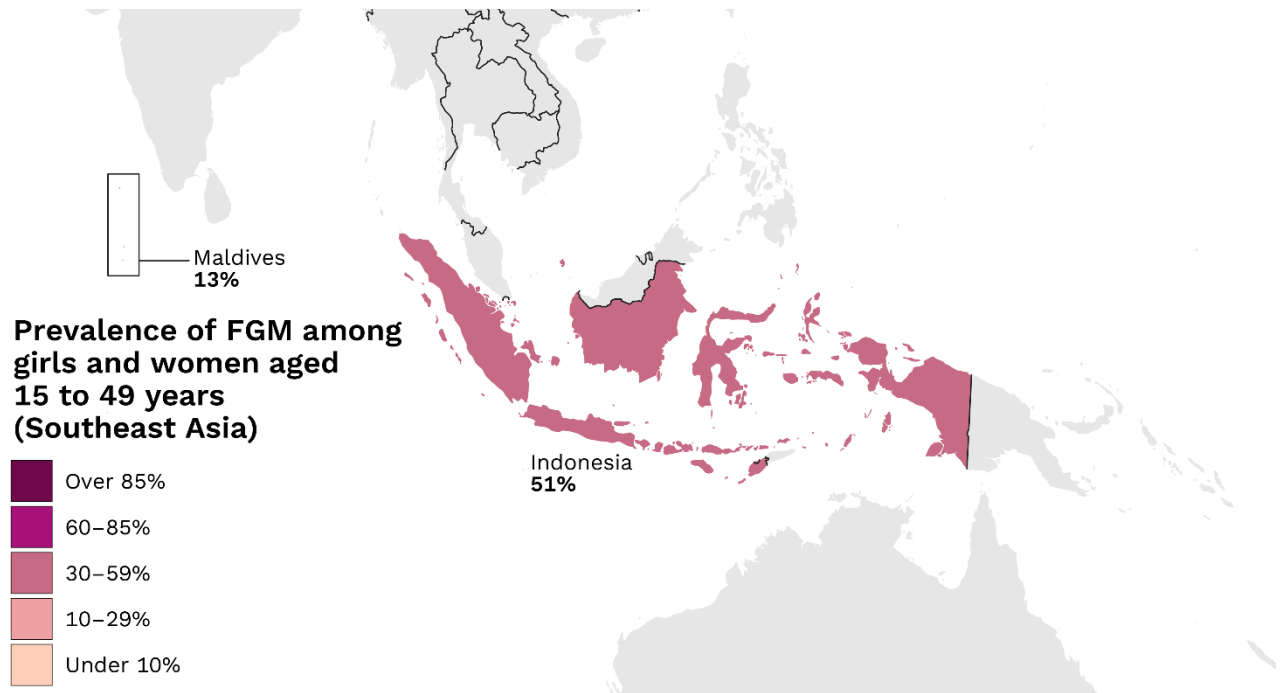 Maldives
13%
Prevalence of FGM among
girls and women aged
15 to 49 years
(Southeast Asia)
Indonesia
51%
Over 85%
60–85%
30–59%
10–29%
Under 10%